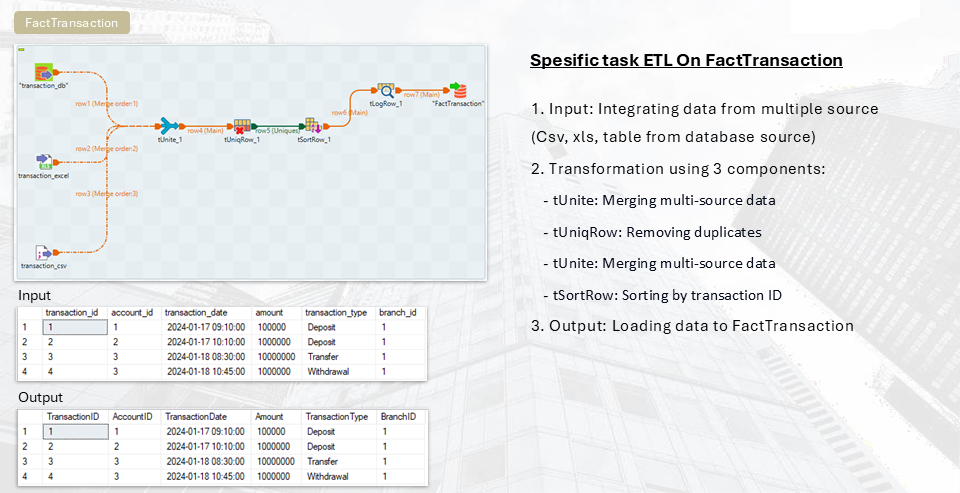 FactTransaction
"transaction_db"
row1 (Merge order:1)
row2 (Merge order:2)
transaction_excel
row3 (Merge order:3)
transaction_csv
tUnite_1
row4 (Main)
tUniqRow_1
row5 (Uniques)
tSortRow_1
row6 (Main)
tLogRow_1
row7 (Main)
"FactTransaction"
Input
transaction_id account_id transaction_date amount transaction_type branch_id
1 1 1 2024-01-17 09:10:00 100000 Deposit 1
2 2 2 2024-01-17 10:10:00 1000000 Deposit 1
3 3 3 2024-01-18 08:30:00 10000000 Transfer 1
4 4 3 2024-01-18 10:45:00 1000000 Withdrawal 1
Output
TransactionID AccountID TransactionDate Amount TransactionType BranchID
1 1 1 2024-01-17 09:10:00 100000 Deposit 1
2 2 2 2024-01-17 10:10:00 1000000 Deposit 1
3 3 3 2024-01-18 08:30:00 10000000 Transfer 1
4 4 3 2024-01-18 10:45:00 1000000 Withdrawal 1
Spesific task ETL On FactTransaction
1. Input: Integrating data from multiple source
(Csv, xls, table from database source)
2. Transformation using 3 components:
- tUnite: Merging multi-source data
- tUniqRow: Removing duplicates
- tUnite: Merging multi-source data
- tSortRow: Sorting by transaction ID
3. Output: Loading data to FactTransaction